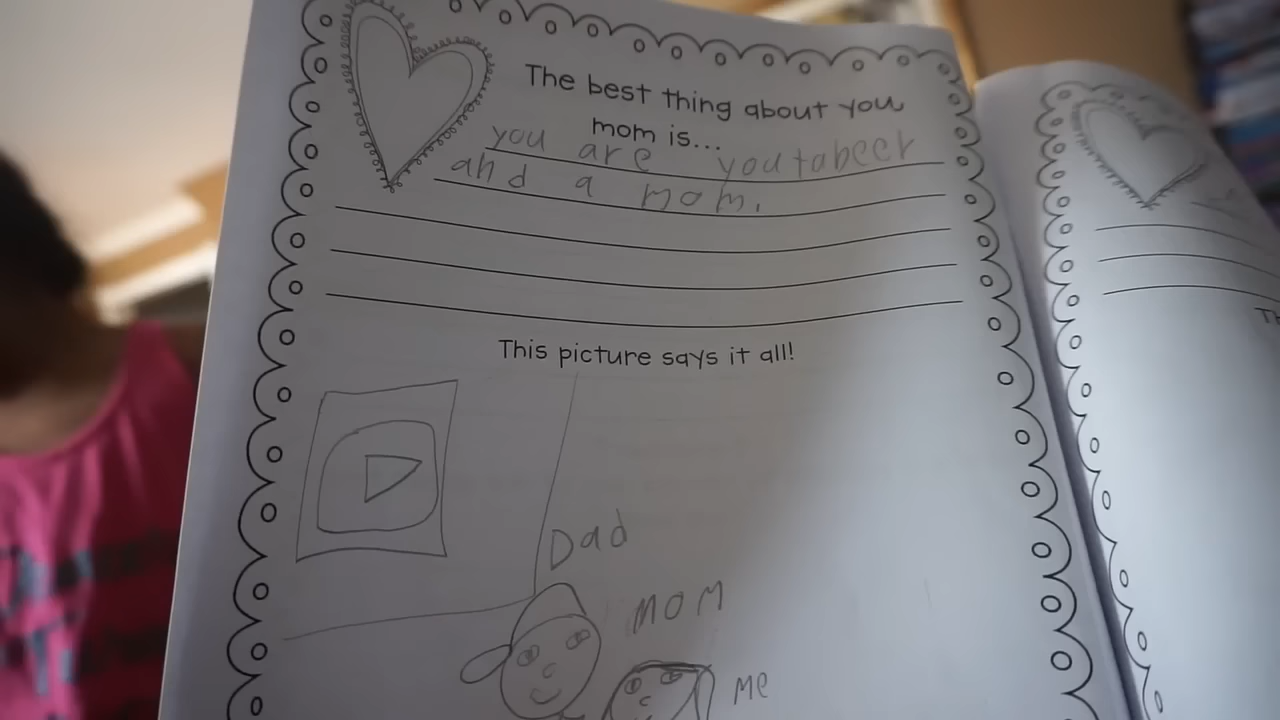 The best thing about you
mom is...
you are youtabeer
and a mom.
This picture says it all!
Dad
MOM
Me